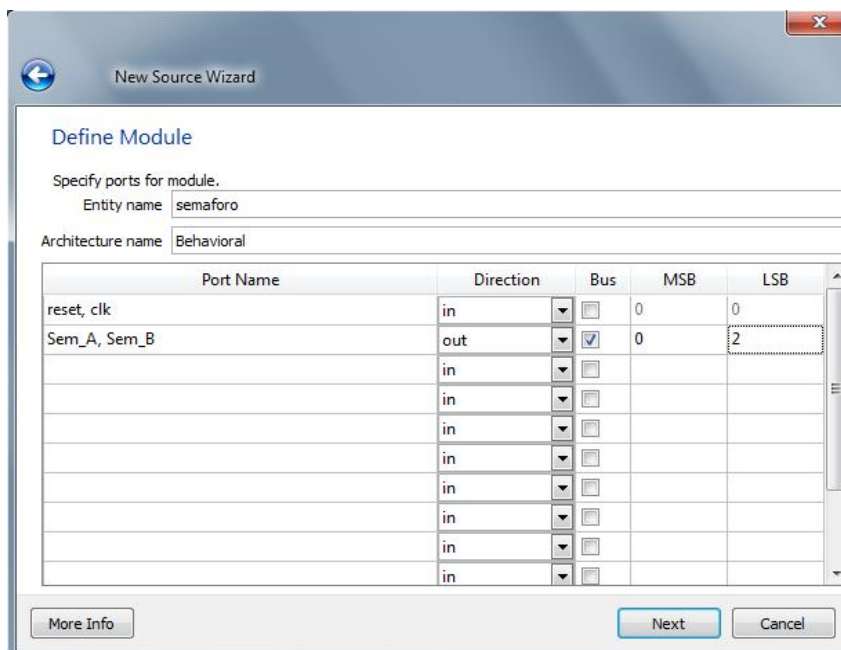 New Source Wizard
Define Module
Specify ports for module.
Entity name semaforo
Architecture name Behavioral
Port Name Direction Bus MSB LSB
reset, clk in 0 0
Sem_A, Sem_B out 0 2
in
in
in
in
in
in
in
in
More Info Next Cancel